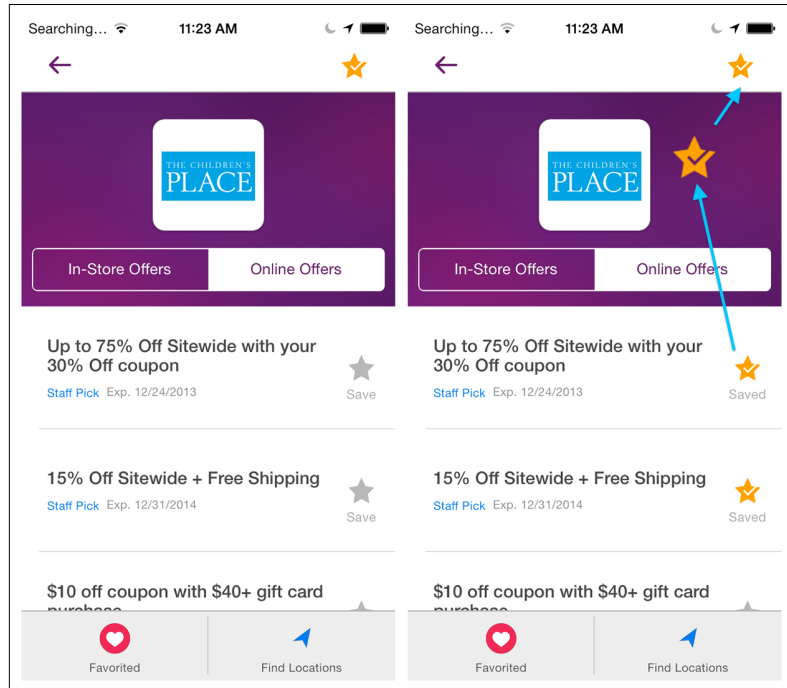 Searching... 11:23 AM
THE CHILDREN'S
PLACE
In-Store Offers Online Offers
Up to 75% Off Sitewide with your
30% Off coupon
Staff Pick Exp. 12/24/2013
Save
15% Off Sitewide + Free Shipping
Staff Pick Exp. 12/31/2014
Save
$10 off coupon with $40+ gift card
purchase
Favorited Find Locations
Searching... 11:23 AM
THE CHILDREN'S
PLACE
In-Store Offers Online Offers
Up to 75% Off Sitewide with your
30% Off coupon
Staff Pick Exp. 12/24/2013
Saved
15% Off Sitewide + Free Shipping
Staff Pick Exp. 12/31/2014
Saved
$10 off coupon with $40+ gift card
purchase
Favorited Find Locations